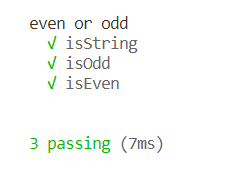 even or odd
√ isString
√ isOdd
√ isEven
3 passing (7ms)